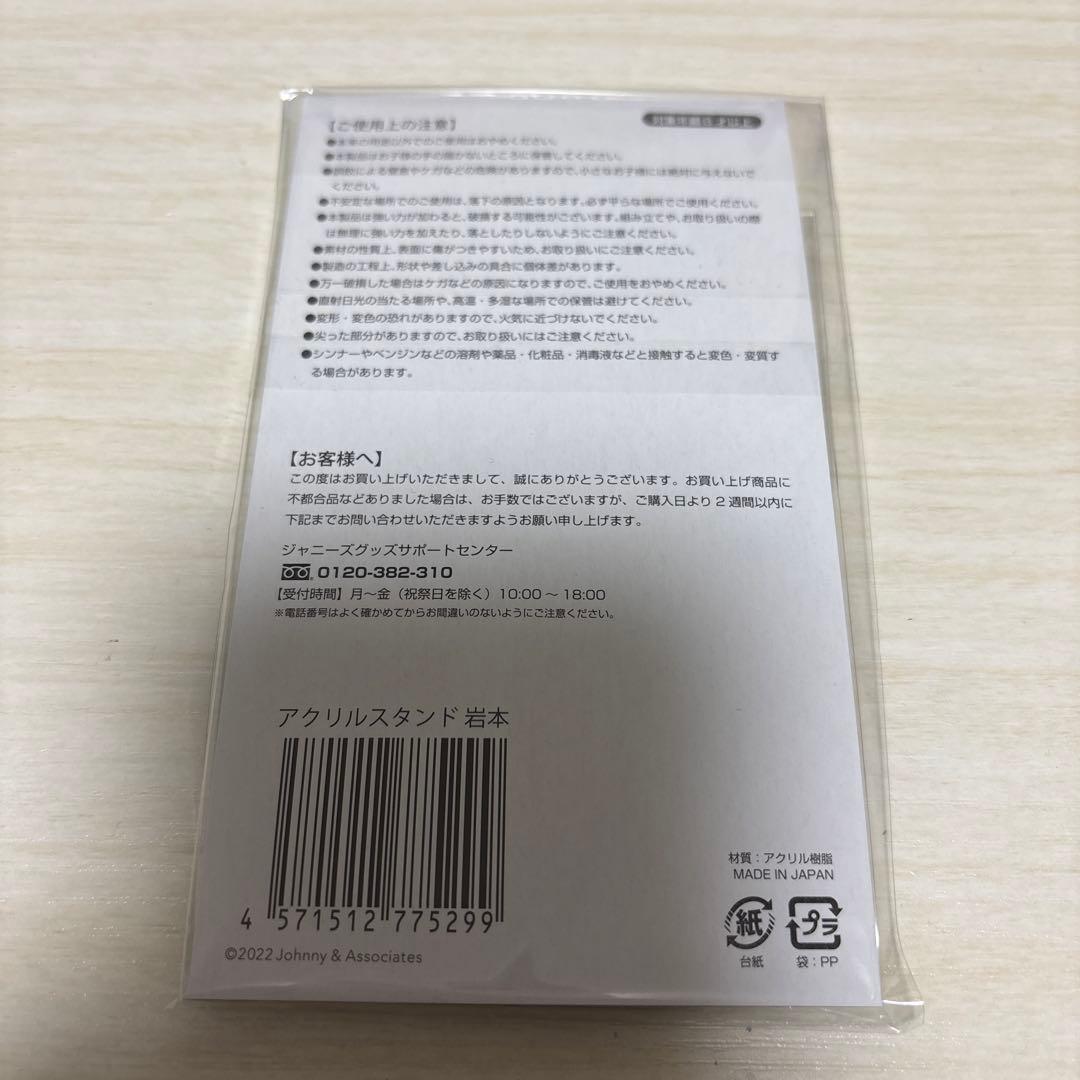 【ご使用上の注意】
対象年齢15才以上
●本来の用途以外でのご使用はおやめください。
●本製品はお子様の手の届かないところに保管してください。
●誤飲による窒息やケガなどの危険がありますので、小さなお子様には絶対に与えないで
ください。
●不安定な場所でのご使用は、落下の原因となります。必ず平らな場所でご使用ください。
●本製品は強い力が加わると、破損する可能性がございます。組み立てや、お取り扱いの際
は無理に強い力を加えたり、落としたりしないようにご注意ください。
●素材の性質上、表面に傷がつきやすいため、お取り扱いにご注意ください。
●製造の工程上、形状や差し込みの具合に個体差があります。
●万一破損した場合はケガなどの原因になりますので、ご使用をおやめください。
●直射日光の当たる場所や、高温・多湿な場所での保管は避けてください。
●変形・変色の恐れがありますので、火気に近づけないでください。
●尖った部分がありますので、お取り扱いにはご注意ください。
●シンナーやベンジンなどの溶剤や薬品・化粧品・消毒液などと接触すると変色・変質す
る場合があります。
【お客様へ】
この度はお買い上げいただきまして、誠にありがとうございます。お買い上げ商品に
不都合品などありました場合は、お手数ではございますが、ご購入日より2週間以内に
下記までお問い合わせいただきますようお願い申し上げます。
ジャニーズグッズサポートセンター
0120-382-310
【受付時間】月～金（祝祭日を除く）10:00～18:00
※電話番号はよく確かめてからお間違いのないようにご注意ください。
アクリルスタンド 岩本
4 571512 775299
©2022 Johnny & Associates
材質：アクリル樹脂
MADE IN JAPAN
紙 プラ
台紙 袋：PP